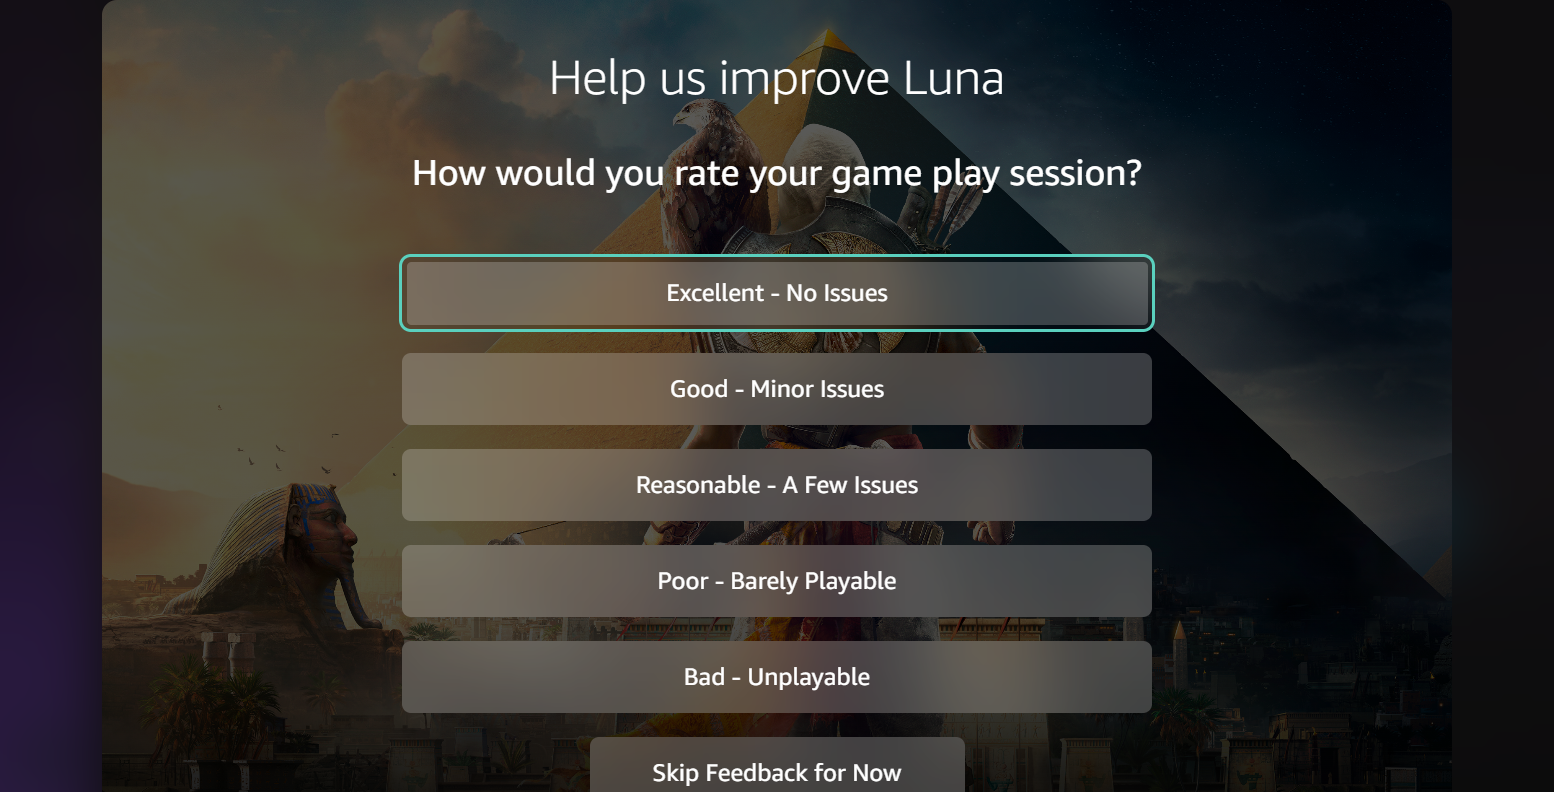 Help us improve Luna
How would you rate your game play session?
Excellent - No Issues
Good - Minor Issues
Reasonable - A Few Issues
Poor - Barely Playable
Bad - Unplayable
Skip Feedback for Now